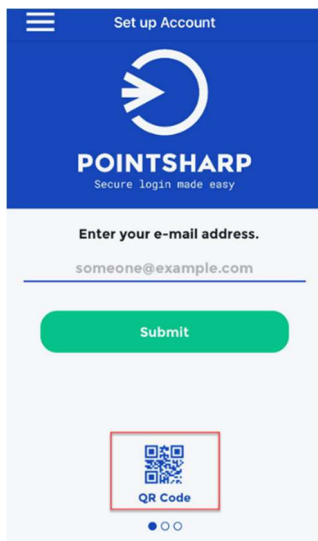 Set up Account
POINTSHARP
Secure login made easy
Enter your e-mail address.
someone@example.com
Submit
QR Code